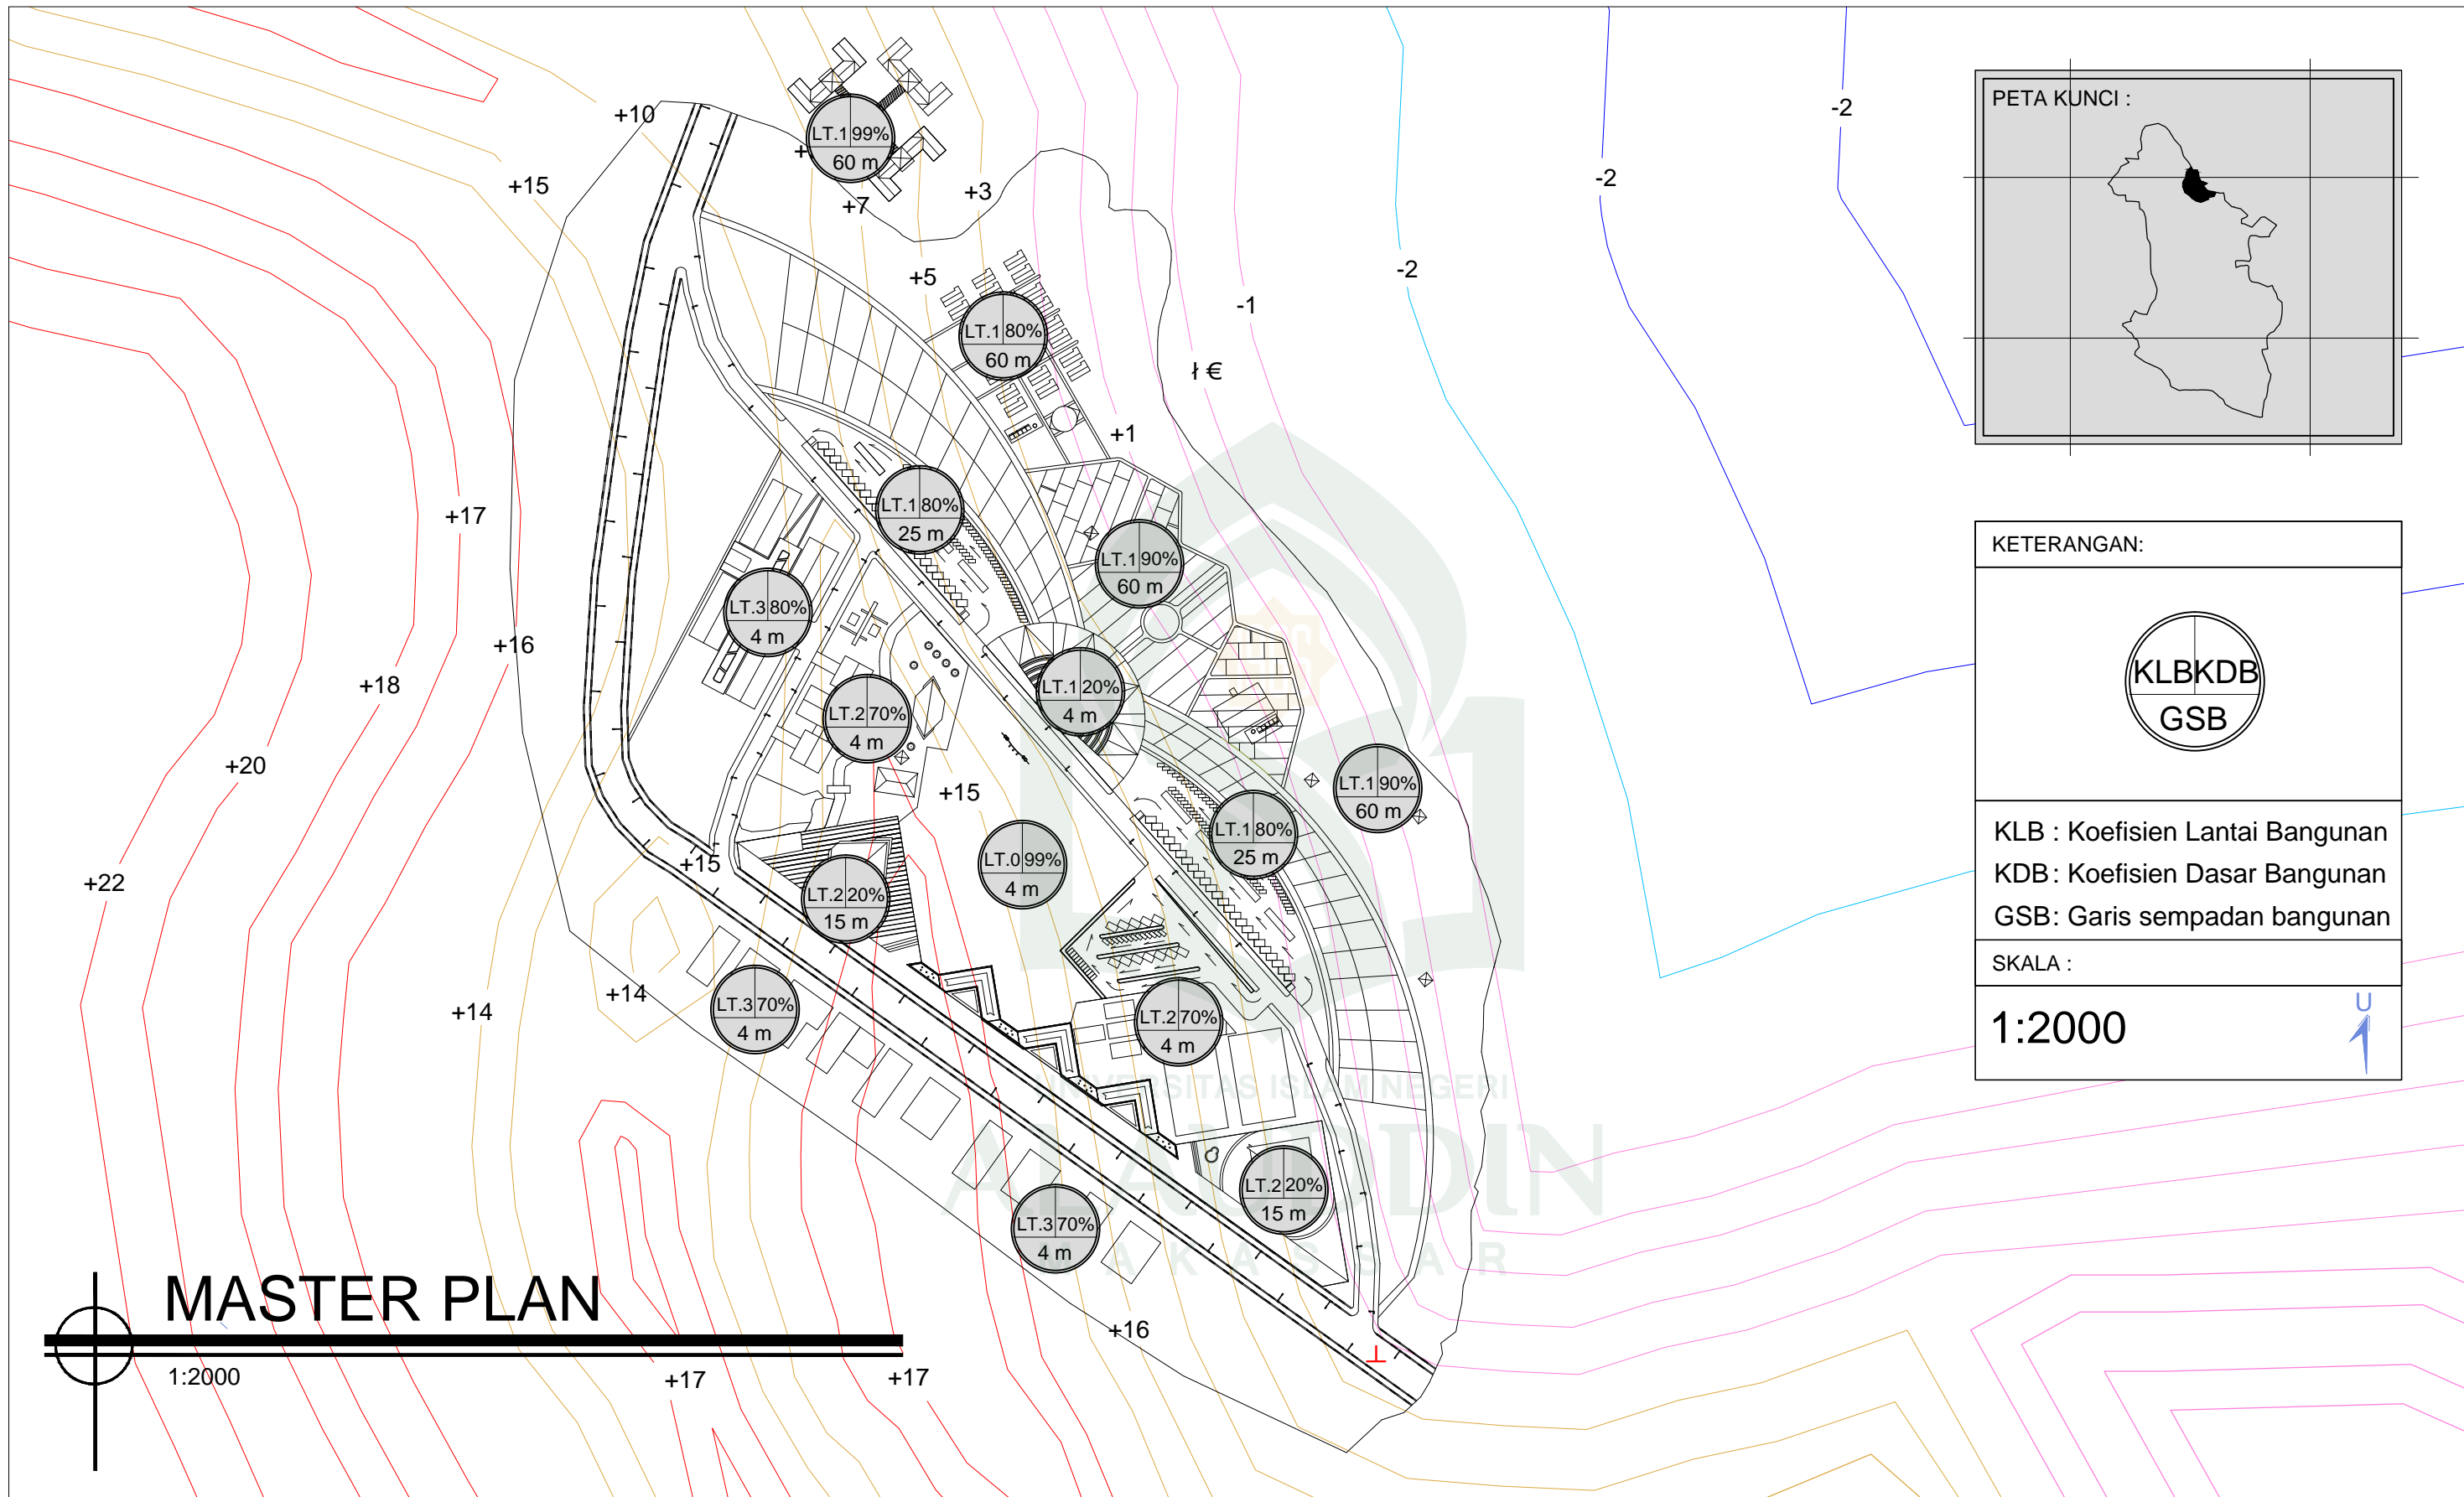 +10
LT.1 99%
60 m
+15
+3
+7
+5
LT.1 80%
60 m
-1
-2
-2
-2
+1
LT.1 80%
25 m
+17
LT.1 90%
60 m
LT.3 80%
4 m
+16
+18
LT.1 20%
4 m
LT.2 70%
4 m
+20
+15
LT.1 90%
60 m
LT.1 80%
25 m
+15
LT.0 99%
4 m
+22
LT.2 20%
15 m
+14
+14
LT.3 70%
4 m
LT.2 70%
4 m
UNIVERSITAS ISLAM NEGERI
ALAUDDIN
MAKASSAR
LT.2 20%
15 m
LT.3 70%
4 m
+16
+17
+17
MASTER PLAN
1:2000
PETA KUNCI :
KETERANGAN:
KLB KDB
GSB
KLB : Koefisien Lantai Bangunan
KDB : Koefisien Dasar Bangunan
GSB: Garis sempadan bangunan
SKALA :
1:2000
U